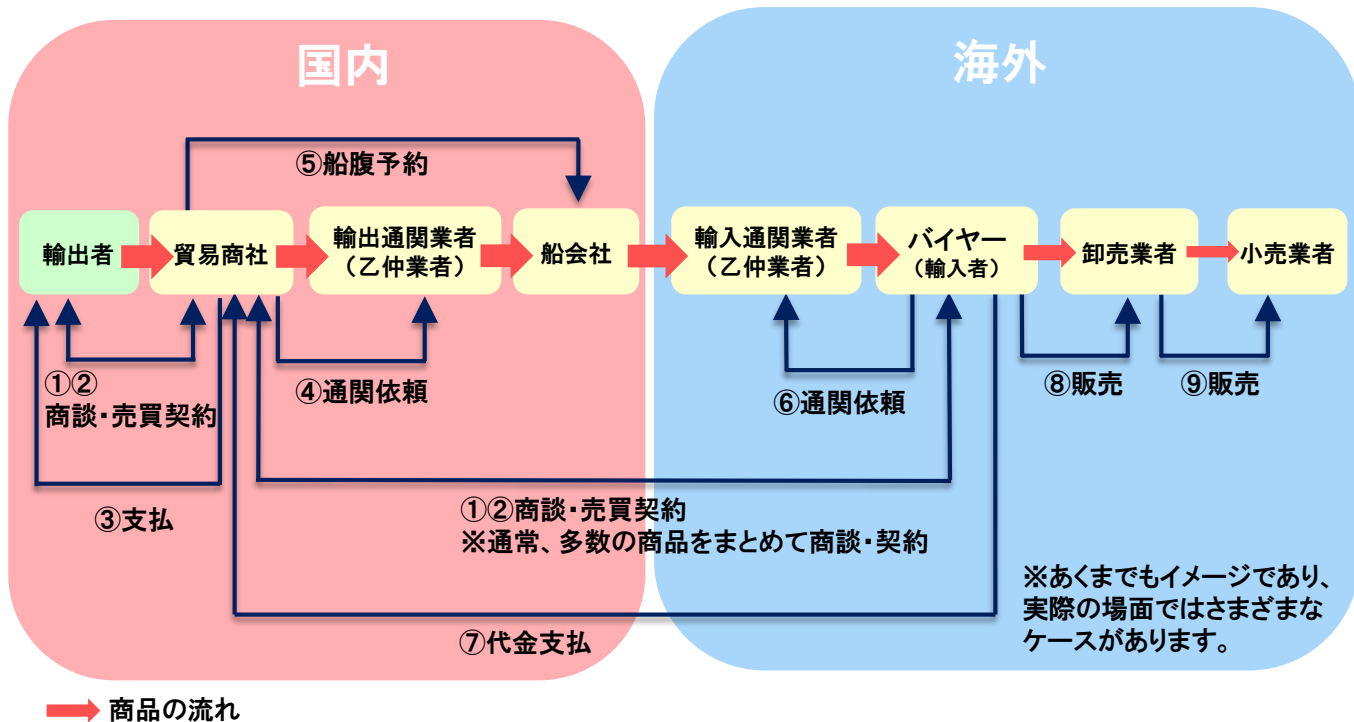 国内
海外
⑤船腹予約
輸出者
貿易商社
輸出通関業者
（乙仲業者）
船会社
輸入通関業者
（乙仲業者）
バイヤー
（輸入者）
卸売業者
小売業者
①②
商談・売買契約
④通関依頼
⑥通関依頼
⑧販売
⑨販売
③支払
①②商談・売買契約
※通常、多数の商品をまとめて商談・契約
※あくまでもイメージであり、
実際の場面ではさまざまな
ケースがあります。
⑦代金支払
商品の流れ